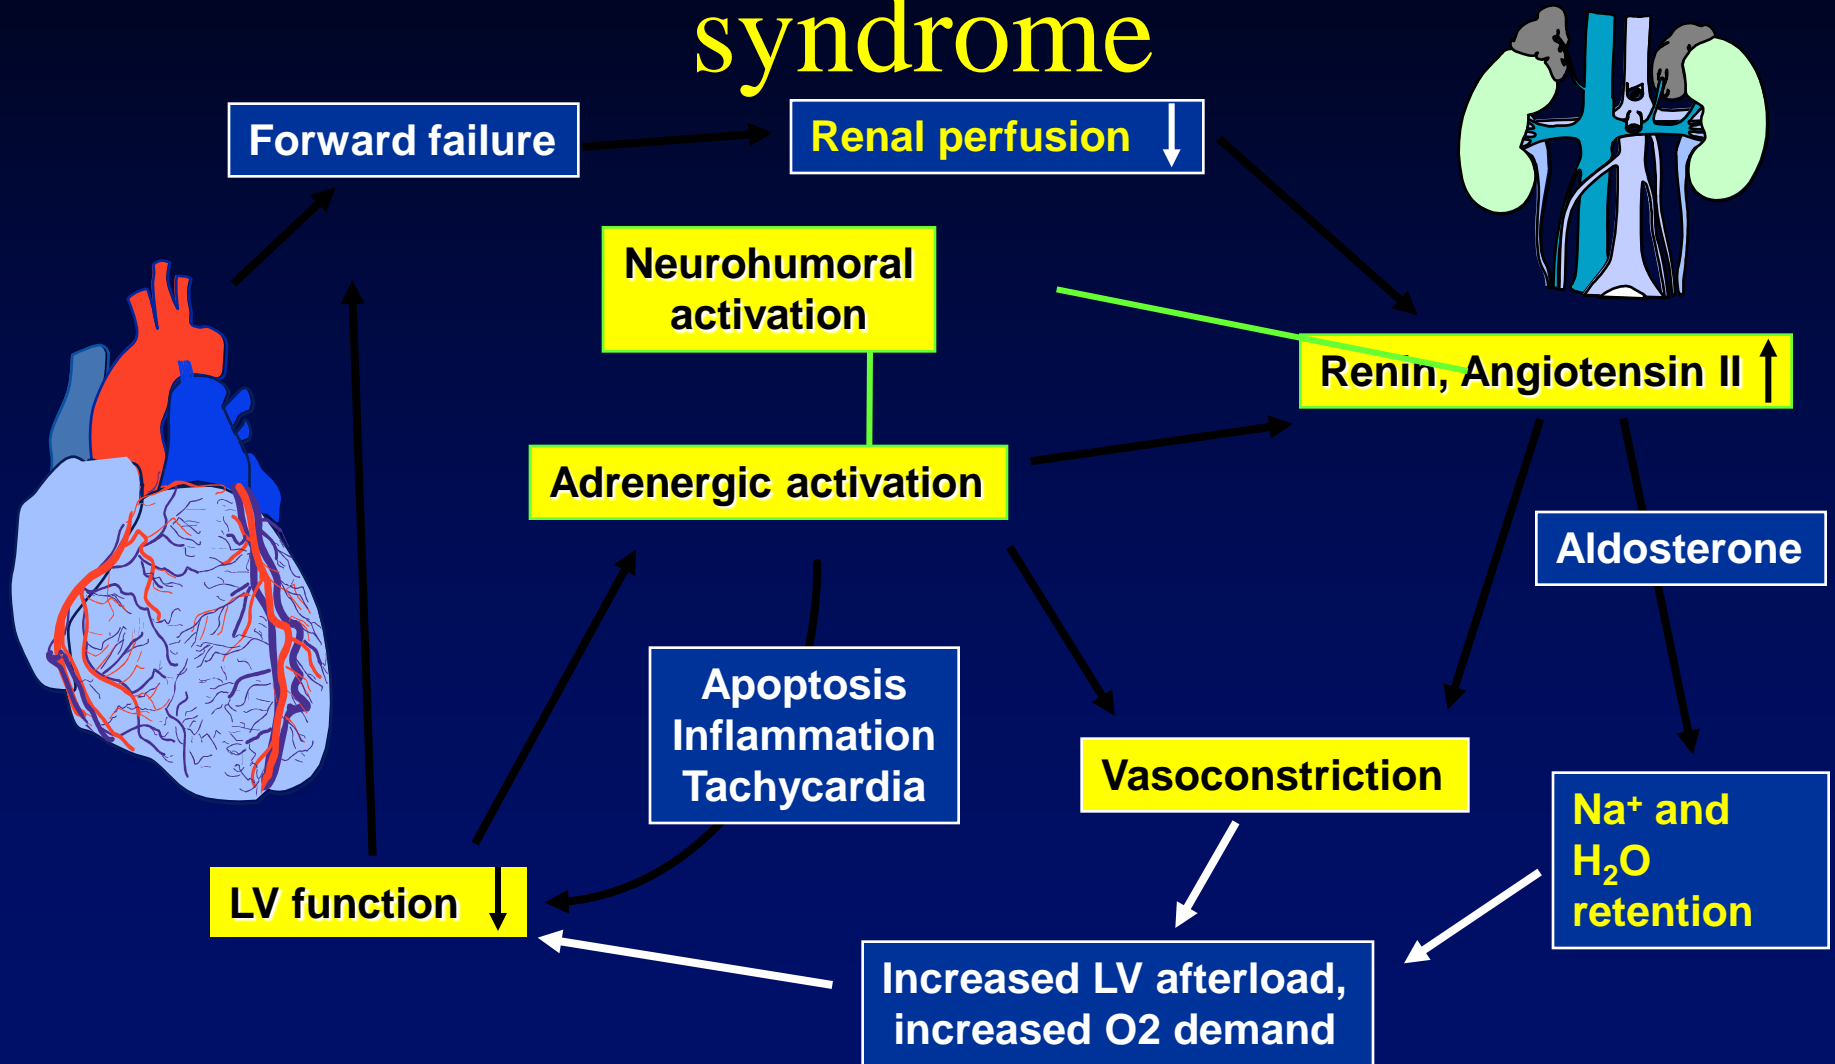 syndrome
Forward failure
Renal perfusion
Neurohumoral
activation
Renin, Angiotensin II
Adrenergic activation
Aldosterone
Apoptosis
Inflammation
Tachycardia
Vasoconstriction
Na⁺ and
H₂O
retention
LV function
Increased LV afterload,
increased O2 demand